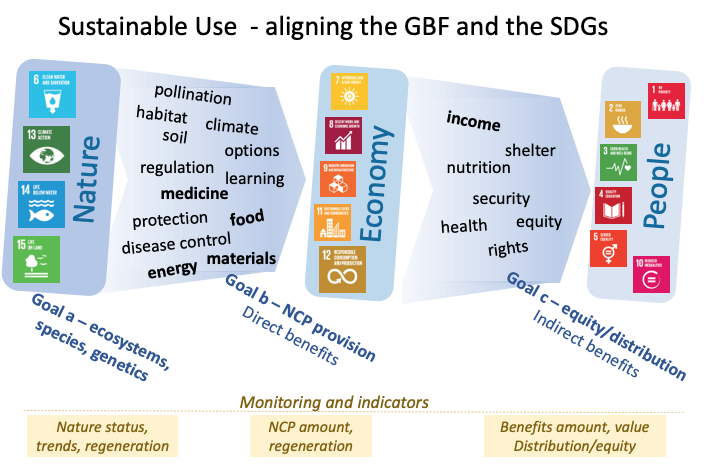 Sustainable Use - aligning the GBF and the SDGs
6 CLEAN WATER
AND SANITATION
13 CLIMATE
ACTION
14 LIFE
BELOW WATER
15 LIFE
ON LAND
Nature
pollination
habitat
soil
climate
options
regulation
learning
medicine
protection
food
disease control
energy
materials
7 AFFORDABLE AND
CLEAN ENERGY
8 DECENT WORK AND
ECONOMIC GROWTH
9 INDUSTRY, INNOVATION
AND INFRASTRUCTURE
11 SUSTAINABLE CITIES
AND COMMUNITIES
12 RESPONSIBLE
CONSUMPTION
AND PRODUCTION
Economy
income
shelter
nutrition
security
health
equity
rights
1 NO
POVERTY
2 ZERO
HUNGER
3 GOOD HEALTH
AND WELL-BEING
4 QUALITY
EDUCATION
5 GENDER
EQUALITY
10 REDUCED
INEQUALITIES
People
Goal a – ecosystems,
species, genetics
Goal b – NCP provision
Direct benefits
Goal c – equity/distribution
Indirect benefits
Monitoring and indicators
Nature status,
trends, regeneration
NCP amount,
regeneration
Benefits amount, value
Distribution/equity